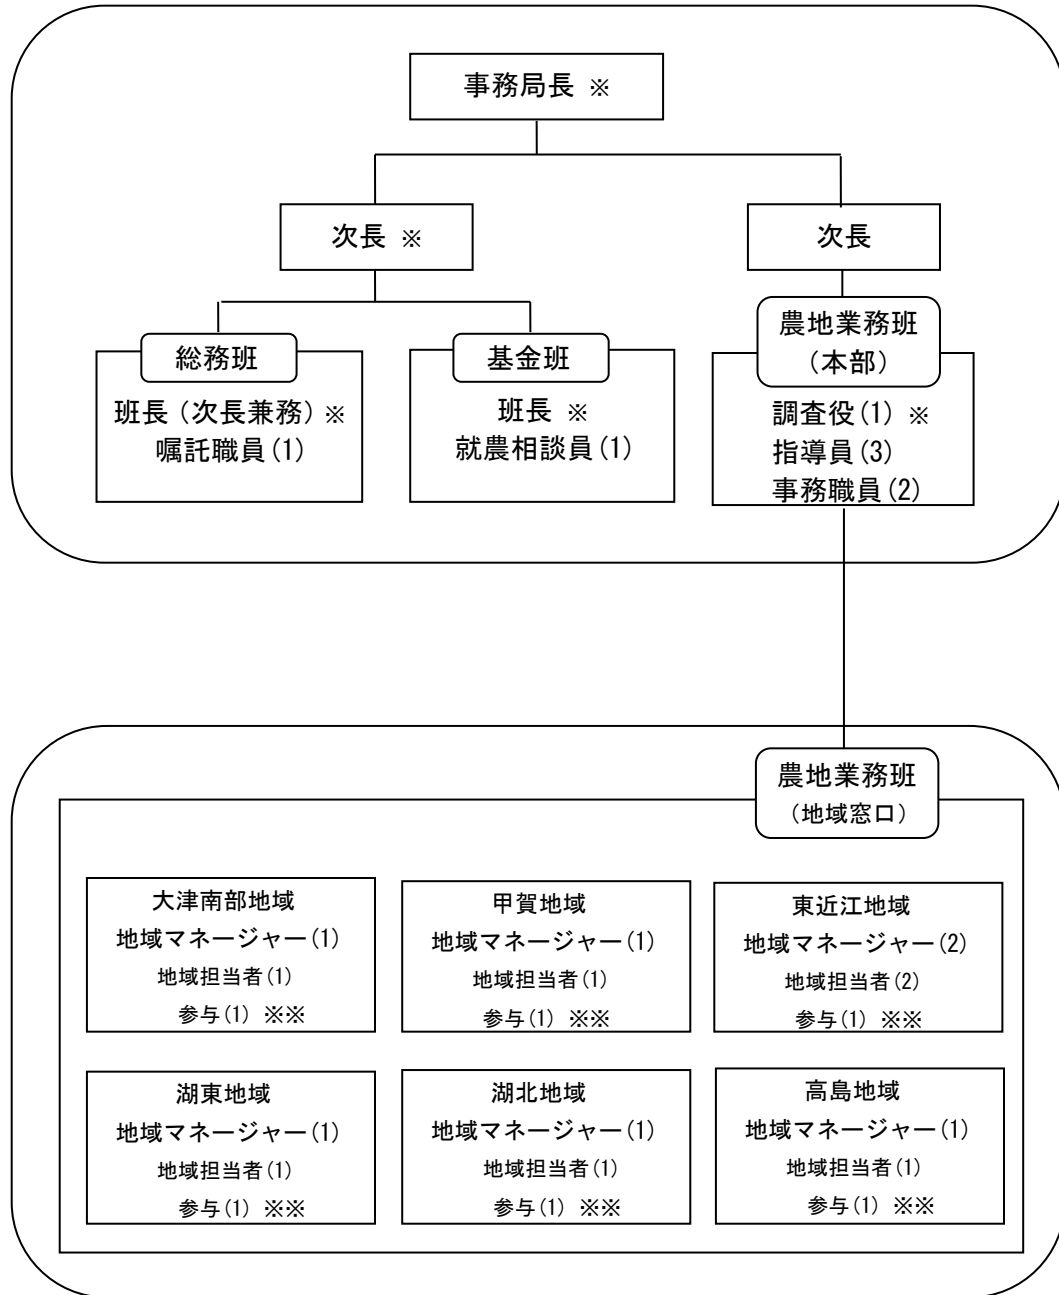 事務局長 ※
次長 ※
次長
総務班
班長(次長兼務)※
嘱託職員(1)
基金班
班長 ※
就農相談員(1)
農地業務班
(本部)
調査役(1) ※
指導員(3)
事務職員(2)
農地業務班
(地域窓口)
大津南部地域
地域マネージャー(1)
地域担当者(1)
参与(1) ※※
甲賀地域
地域マネージャー(1)
地域担当者(1)
参与(1) ※※
東近江地域
地域マネージャー(2)
地域担当者(2)
参与(1) ※※
湖東地域
地域マネージャー(1)
地域担当者(1)
参与(1) ※※
湖北地域
地域マネージャー(1)
地域担当者(1)
参与(1) ※※
高島地域
地域マネージャー(1)
地域担当者(1)
参与(1) ※※